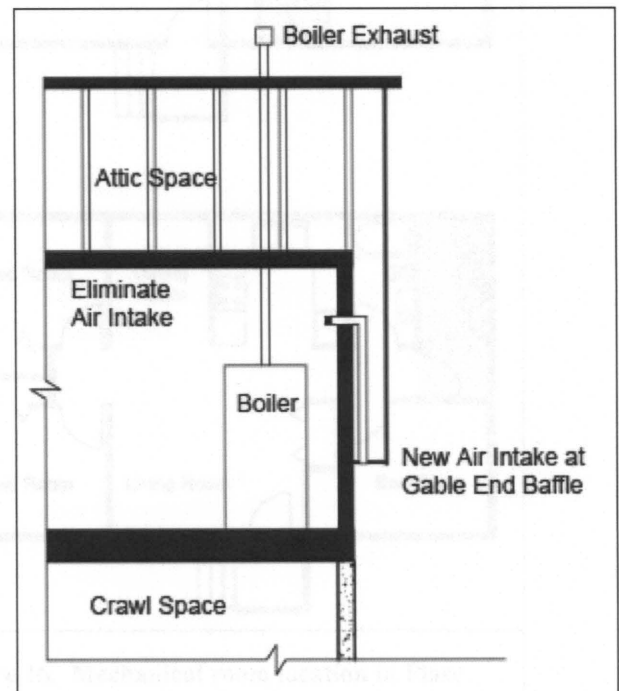 Boiler Exhaust
Attic Space
Eliminate
Air Intake
Boiler
New Air Intake at
Gable End Baffle
Crawl Space